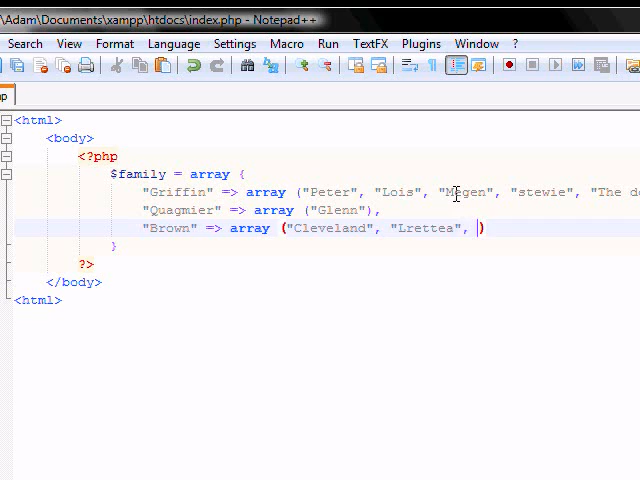 \Adam\Documents\xampp\htdocs\index.php - Notepad++
Search View Format Language Settings Macro Run TextFX Plugins Window ?
<html>
<body>
<?php
$family = array {
"Griffin" => array ("Peter", "Lois", "Megen", "stewie", "The
"Quagmier" => array ("Glenn"),
"Brown" => array ("Cleveland", "Lrettea", )
}
?>
</body>
<html>